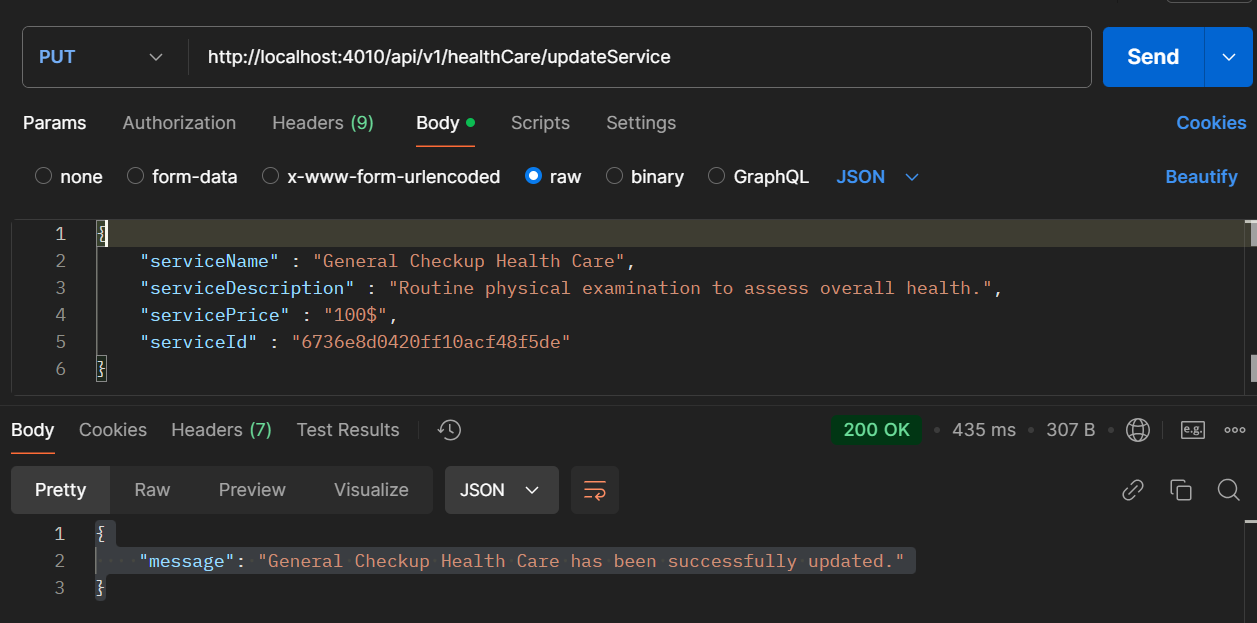 PUT http://localhost:4010/api/v1/healthCare/updateService Send
Params Authorization Headers (9) Body Scripts Settings Cookies
none form-data x-www-form-urlencoded raw binary GraphQL JSON Beautify
1 {
2 "serviceName" : "General Checkup Health Care",
3 "serviceDescription" : "Routine physical examination to assess overall health.",
4 "servicePrice" : "100$",
5 "serviceId" : "6736e8d0420ff10acf48f5de"
6 }
Body Cookies Headers (7) Test Results 200 OK 435 ms 307 B e.g.
Pretty Raw Preview Visualize JSON
1 {
2 "message": "General Checkup Health Care has been successfully updated."
3 }